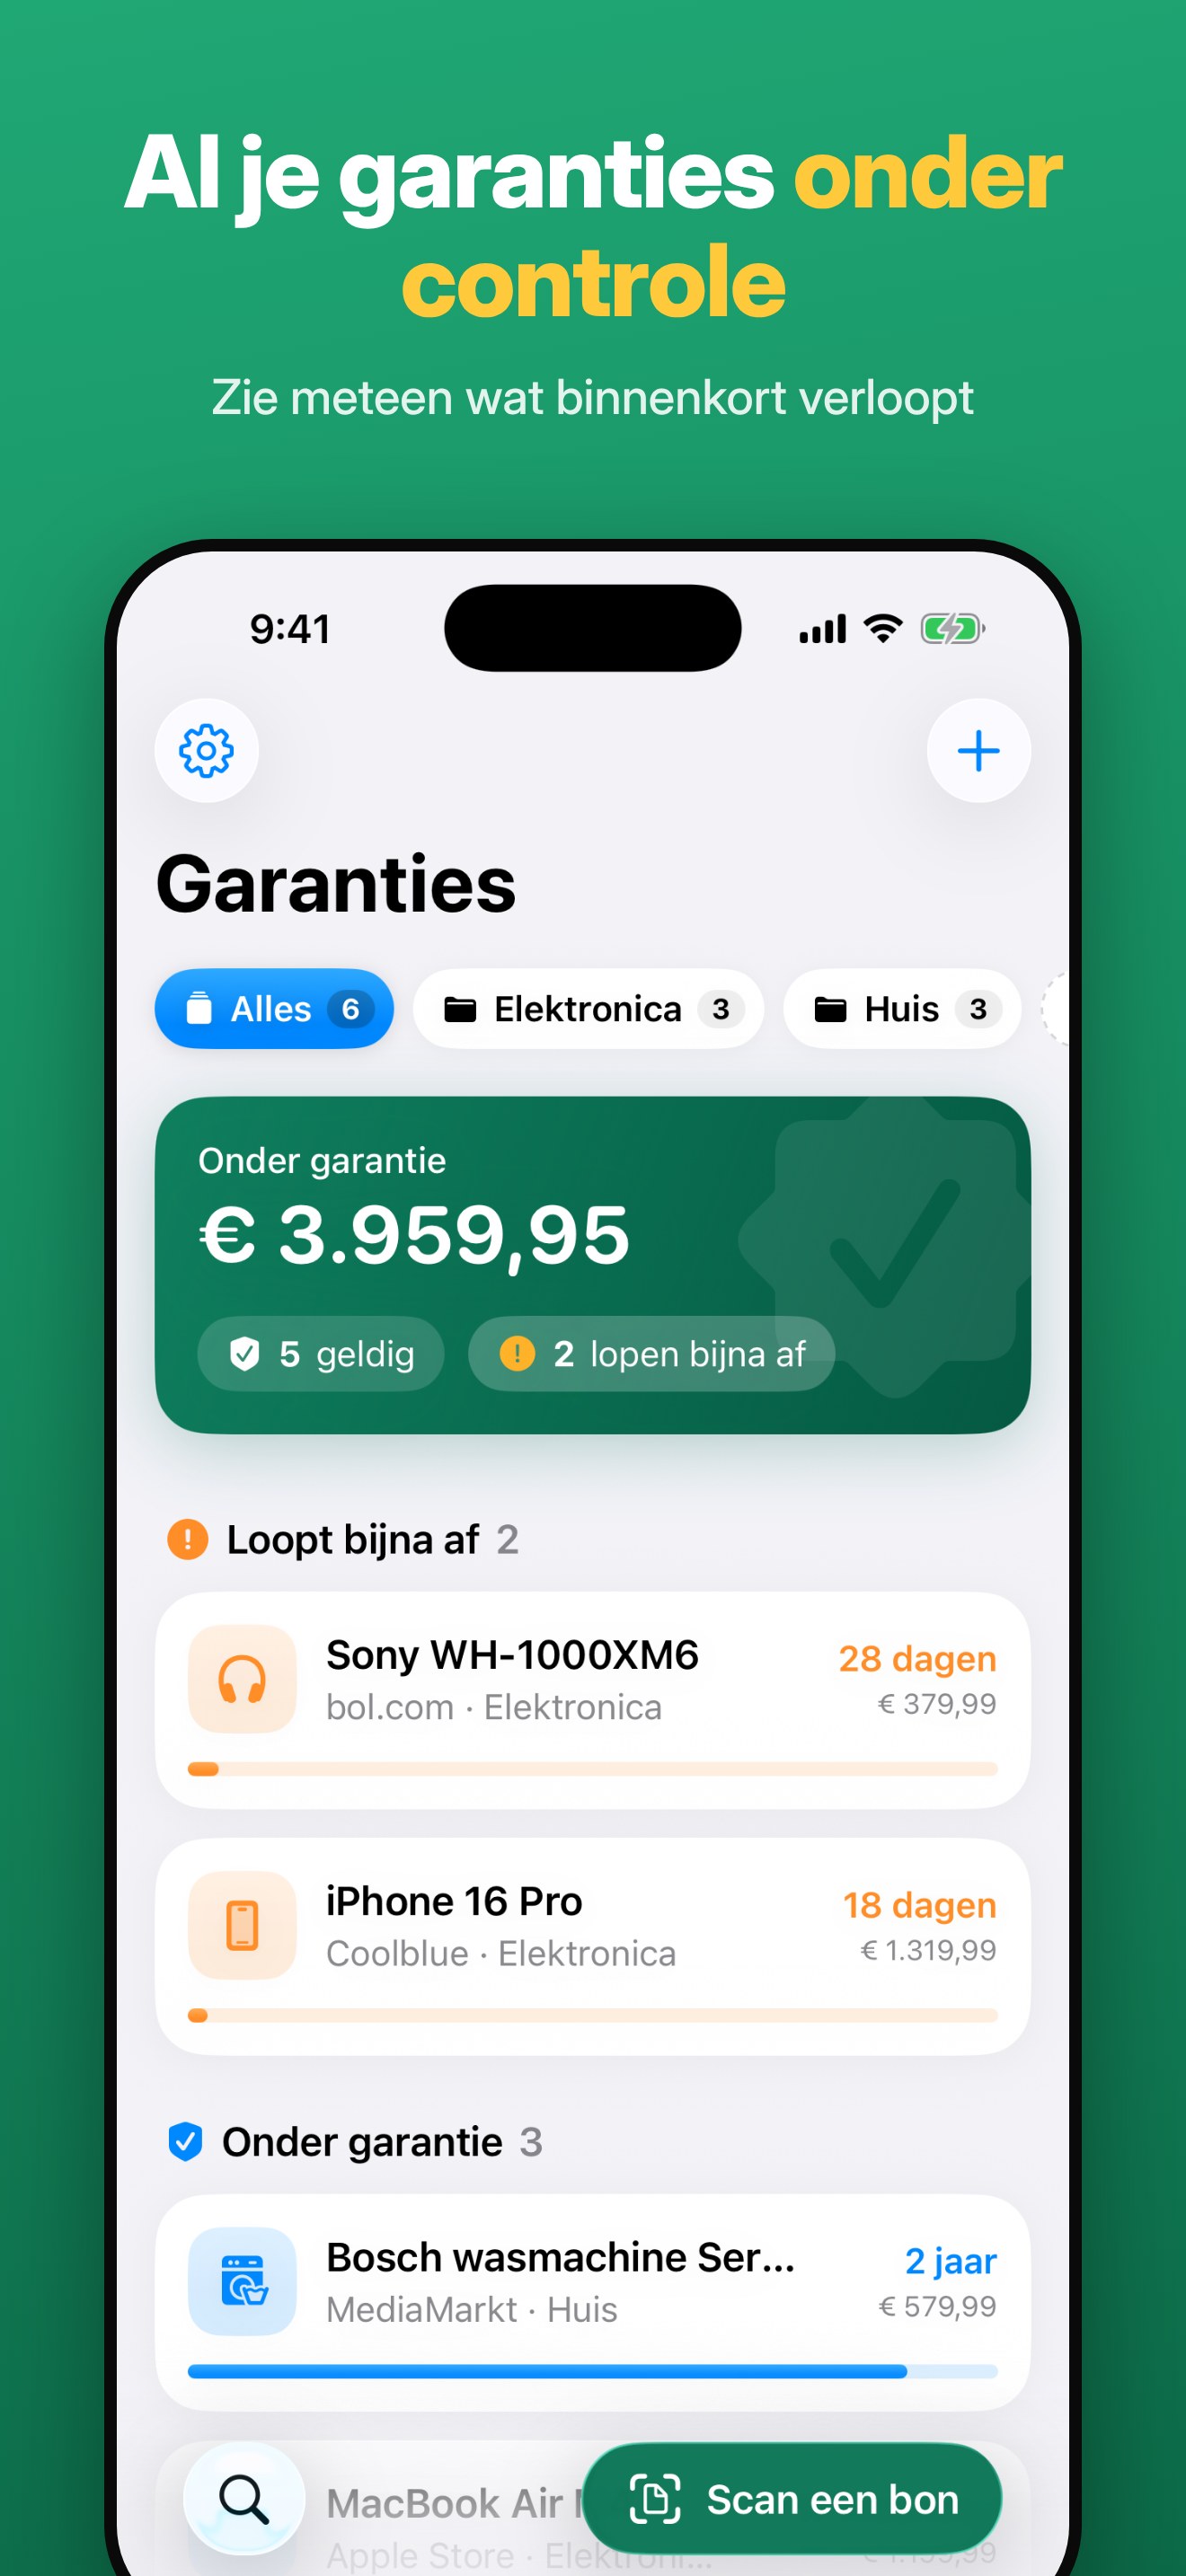 Al je garanties onder
controle
Zie meteen wat binnenkort verloopt
9:41
Garanties
Alles 6 Elektronica 3 Huis 3
Onder garantie
€ 3.959,95
5 geldig 2 lopen bijna af
Loopt bijna af 2
Sony WH-1000XM6 28 dagen
bol.com · Elektronica € 379,99
iPhone 16 Pro 18 dagen
Coolblue · Elektronica € 1.319,99
Onder garantie 3
Bosch wasmachine Ser... 2 jaar
MediaMarkt · Huis € 579,99
MacBook Air
Scan een bon
Apple Store · Elektroni...